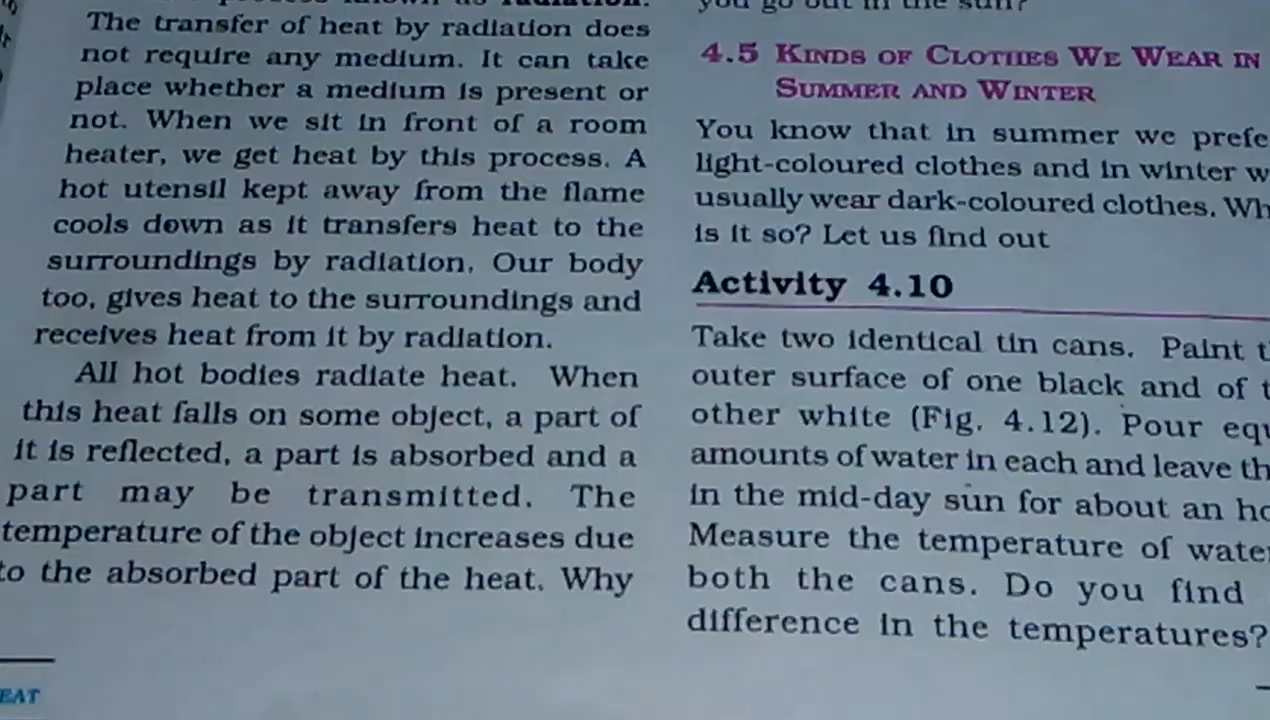 The transfer of heat by radiation does
not require any medium. It can take
place whether a medium is present or
not. When we sit in front of a room
heater, we get heat by this process. A
hot utensil kept away from the flame
cools down as it transfers heat to the
surroundings by radiation. Our body
too, gives heat to the surroundings and
receives heat from it by radiation.
All hot bodies radiate heat. When
this heat falls on some object, a part of
it is reflected, a part is absorbed and a
part may be transmitted. The
temperature of the object increases due
to the absorbed part of the heat. Why
you go out in the sun?
4.5 KINDS OF CLOTHES WE WEAR IN
SUMMER AND WINTER
You know that in summer we prefe
light-coloured clothes and in winter w
usually wear dark-coloured clothes. Wh
is it so? Let us find out
Activity 4.10
Take two identical tin cans. Paint t
outer surface of one black and of t
other white (Fig. 4.12). Pour equ
amounts of water in each and leave th
in the mid-day sun for about an ho
Measure the temperature of wate
both the cans. Do you find
difference in the temperatures?
EAT